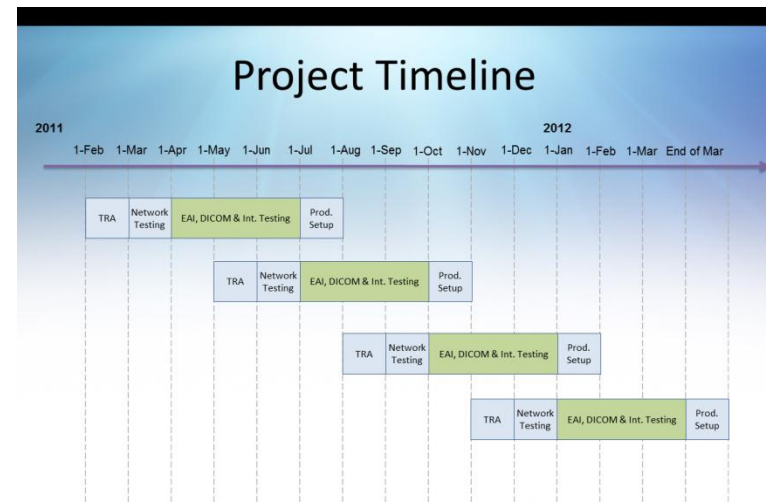 Project Timeline
2011
2012
1-Feb 1-Mar 1-Apr 1-May 1-Jun 1-Jul 1-Aug 1-Sep 1-Oct 1-Nov 1-Dec 1-Jan 1-Feb 1-Mar End of Mar
TRA
Network
Testing
EAI, DICOM & Int. Testing
Prod.
Setup
TRA
Network
Testing
EAI, DICOM & Int. Testing
Prod.
Setup
TRA
Network
Testing
EAI, DICOM & Int. Testing
Prod.
Setup
TRA
Network
Testing
EAI, DICOM & Int. Testing
Prod.
Setup